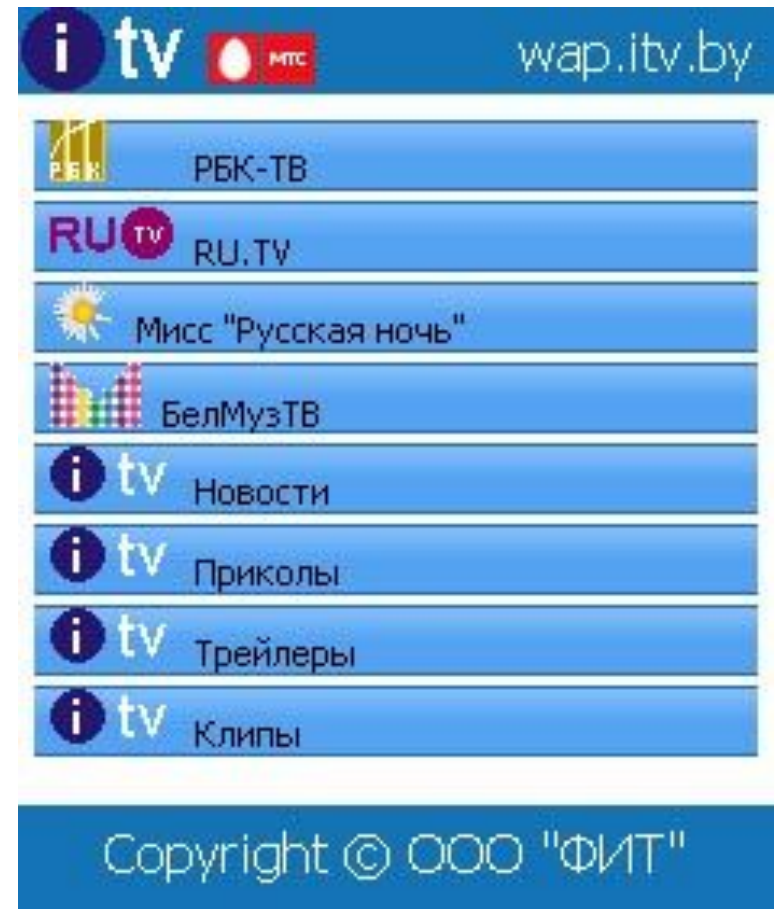 i tv МТС wap.itv.by
РБК РБК-ТВ
RU TV RU.TV
Мисс "Русская ночь"
БелМузТВ
i tv Новости
i tv Приколы
i tv Трейлеры
i tv Клипы
Copyright © ООО "ФИТ"